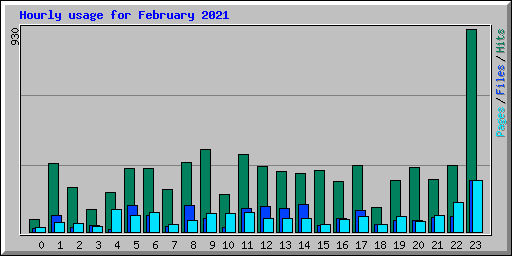 Hourly usage for February 2021
930
Pages / Files / Hits
0 1 2 3 4 5 6 7 8 9 10 11 12 13 14 15 16 17 18 19 20 21 22 23